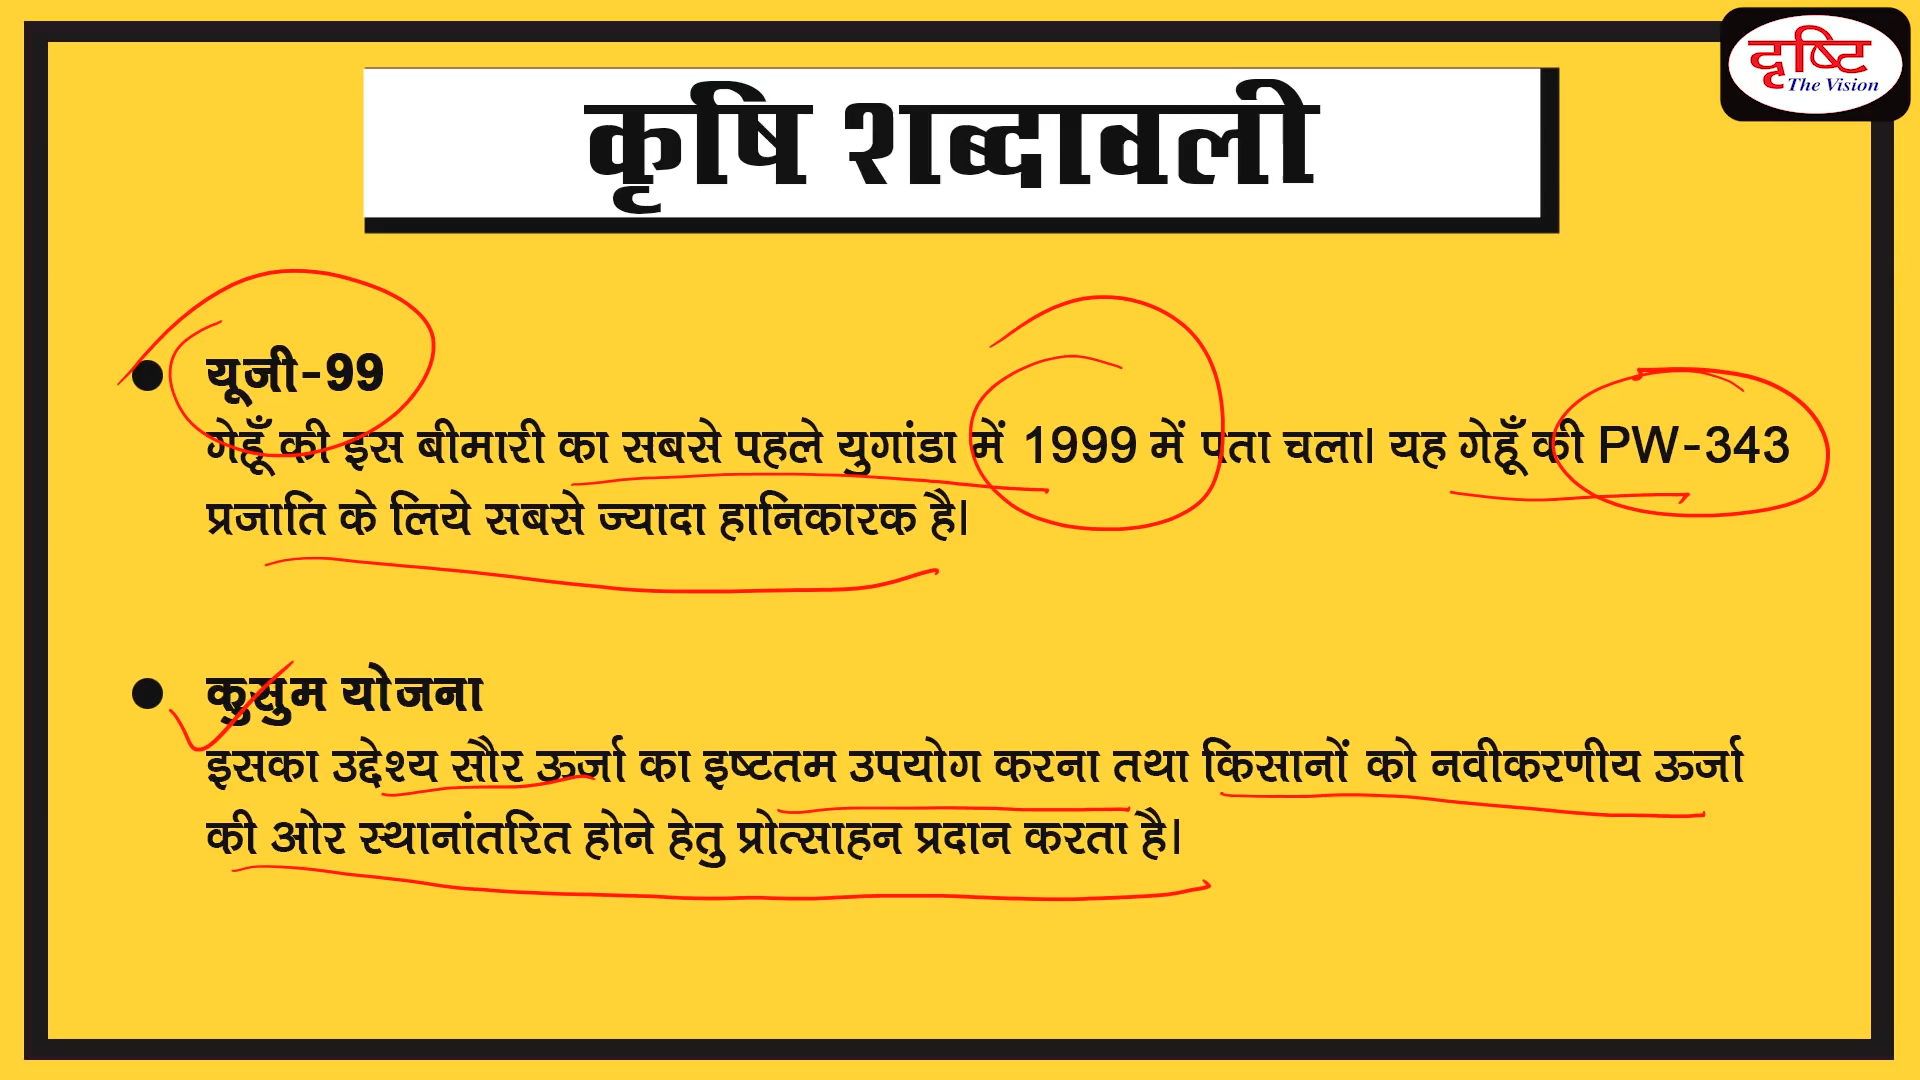 दृष्टि
The Vision
कृषि शब्दावली
● यूजी-99
गेहूँ की इस बीमारी का सबसे पहले युगांडा में 1999 में पता चला। यह गेहूँ की PW-343
प्रजाति के लिये सबसे ज्यादा हानिकारक है।
● कुसुम योजना
इसका उद्देश्य सौर ऊर्जा का इष्टतम उपयोग करना तथा किसानों को नवीकरणीय ऊर्जा
की ओर स्थानांतरित होने हेतु प्रोत्साहन प्रदान करता है।